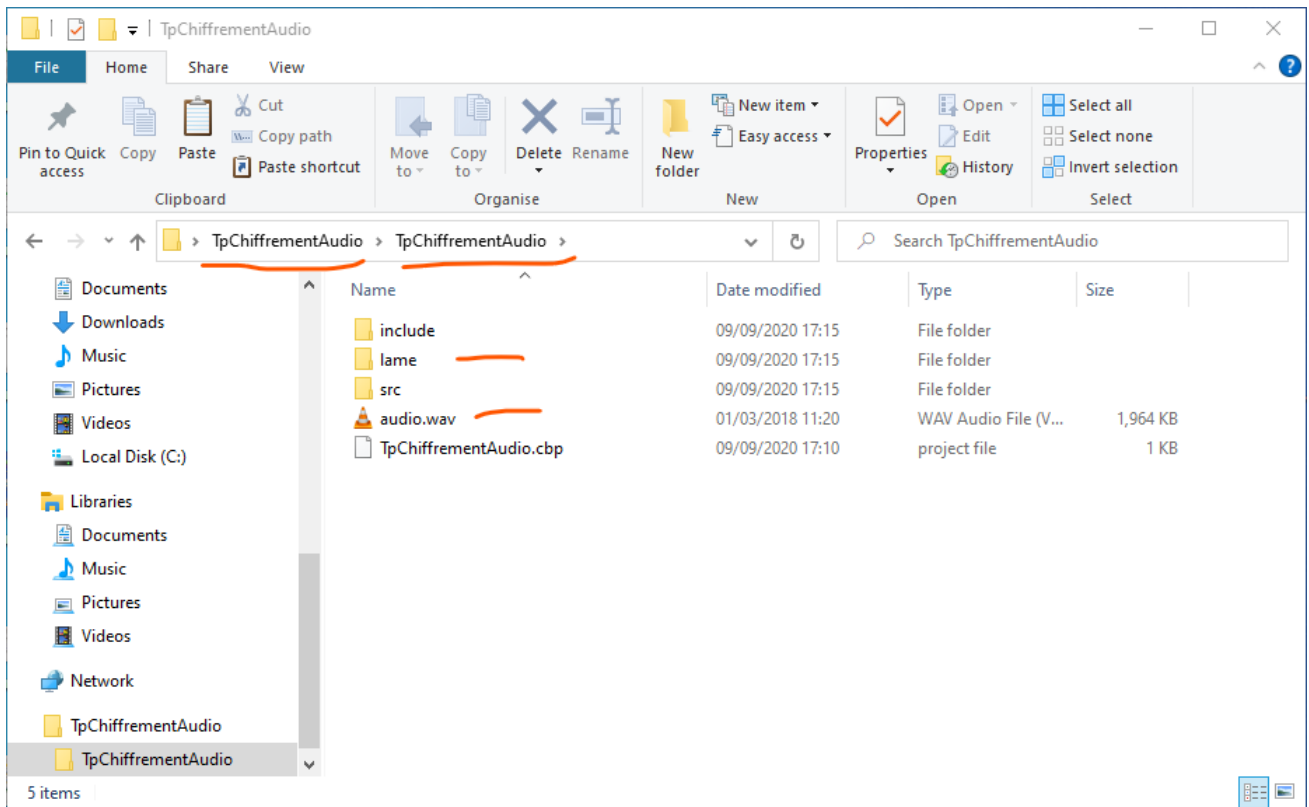 TpChiffrementAudio
File Home Share View
Pin to Quick access
Copy
Paste
Cut
Copy path
Paste shortcut
Clipboard
Move to
Copy to
Delete
Rename
Organise
New folder
New item
Easy access
New
Properties
Open
Edit
History
Open
Select all
Select none
Invert selection
Select
TpChiffrementAudio > TpChiffrementAudio >
Search TpChiffrementAudio
Documents
Downloads
Music
Pictures
Videos
Local Disk (C:)
Libraries
Documents
Music
Pictures
Videos
Network
TpChiffrementAudio
TpChiffrementAudio
Name Date modified Type Size
include 09/09/2020 17:15 File folder
lame 09/09/2020 17:15 File folder
src 09/09/2020 17:15 File folder
audio.wav 01/03/2018 11:20 WAV Audio File (V... 1,964 KB
TpChiffrementAudio.cbp 09/09/2020 17:10 project file 1 KB
5 items